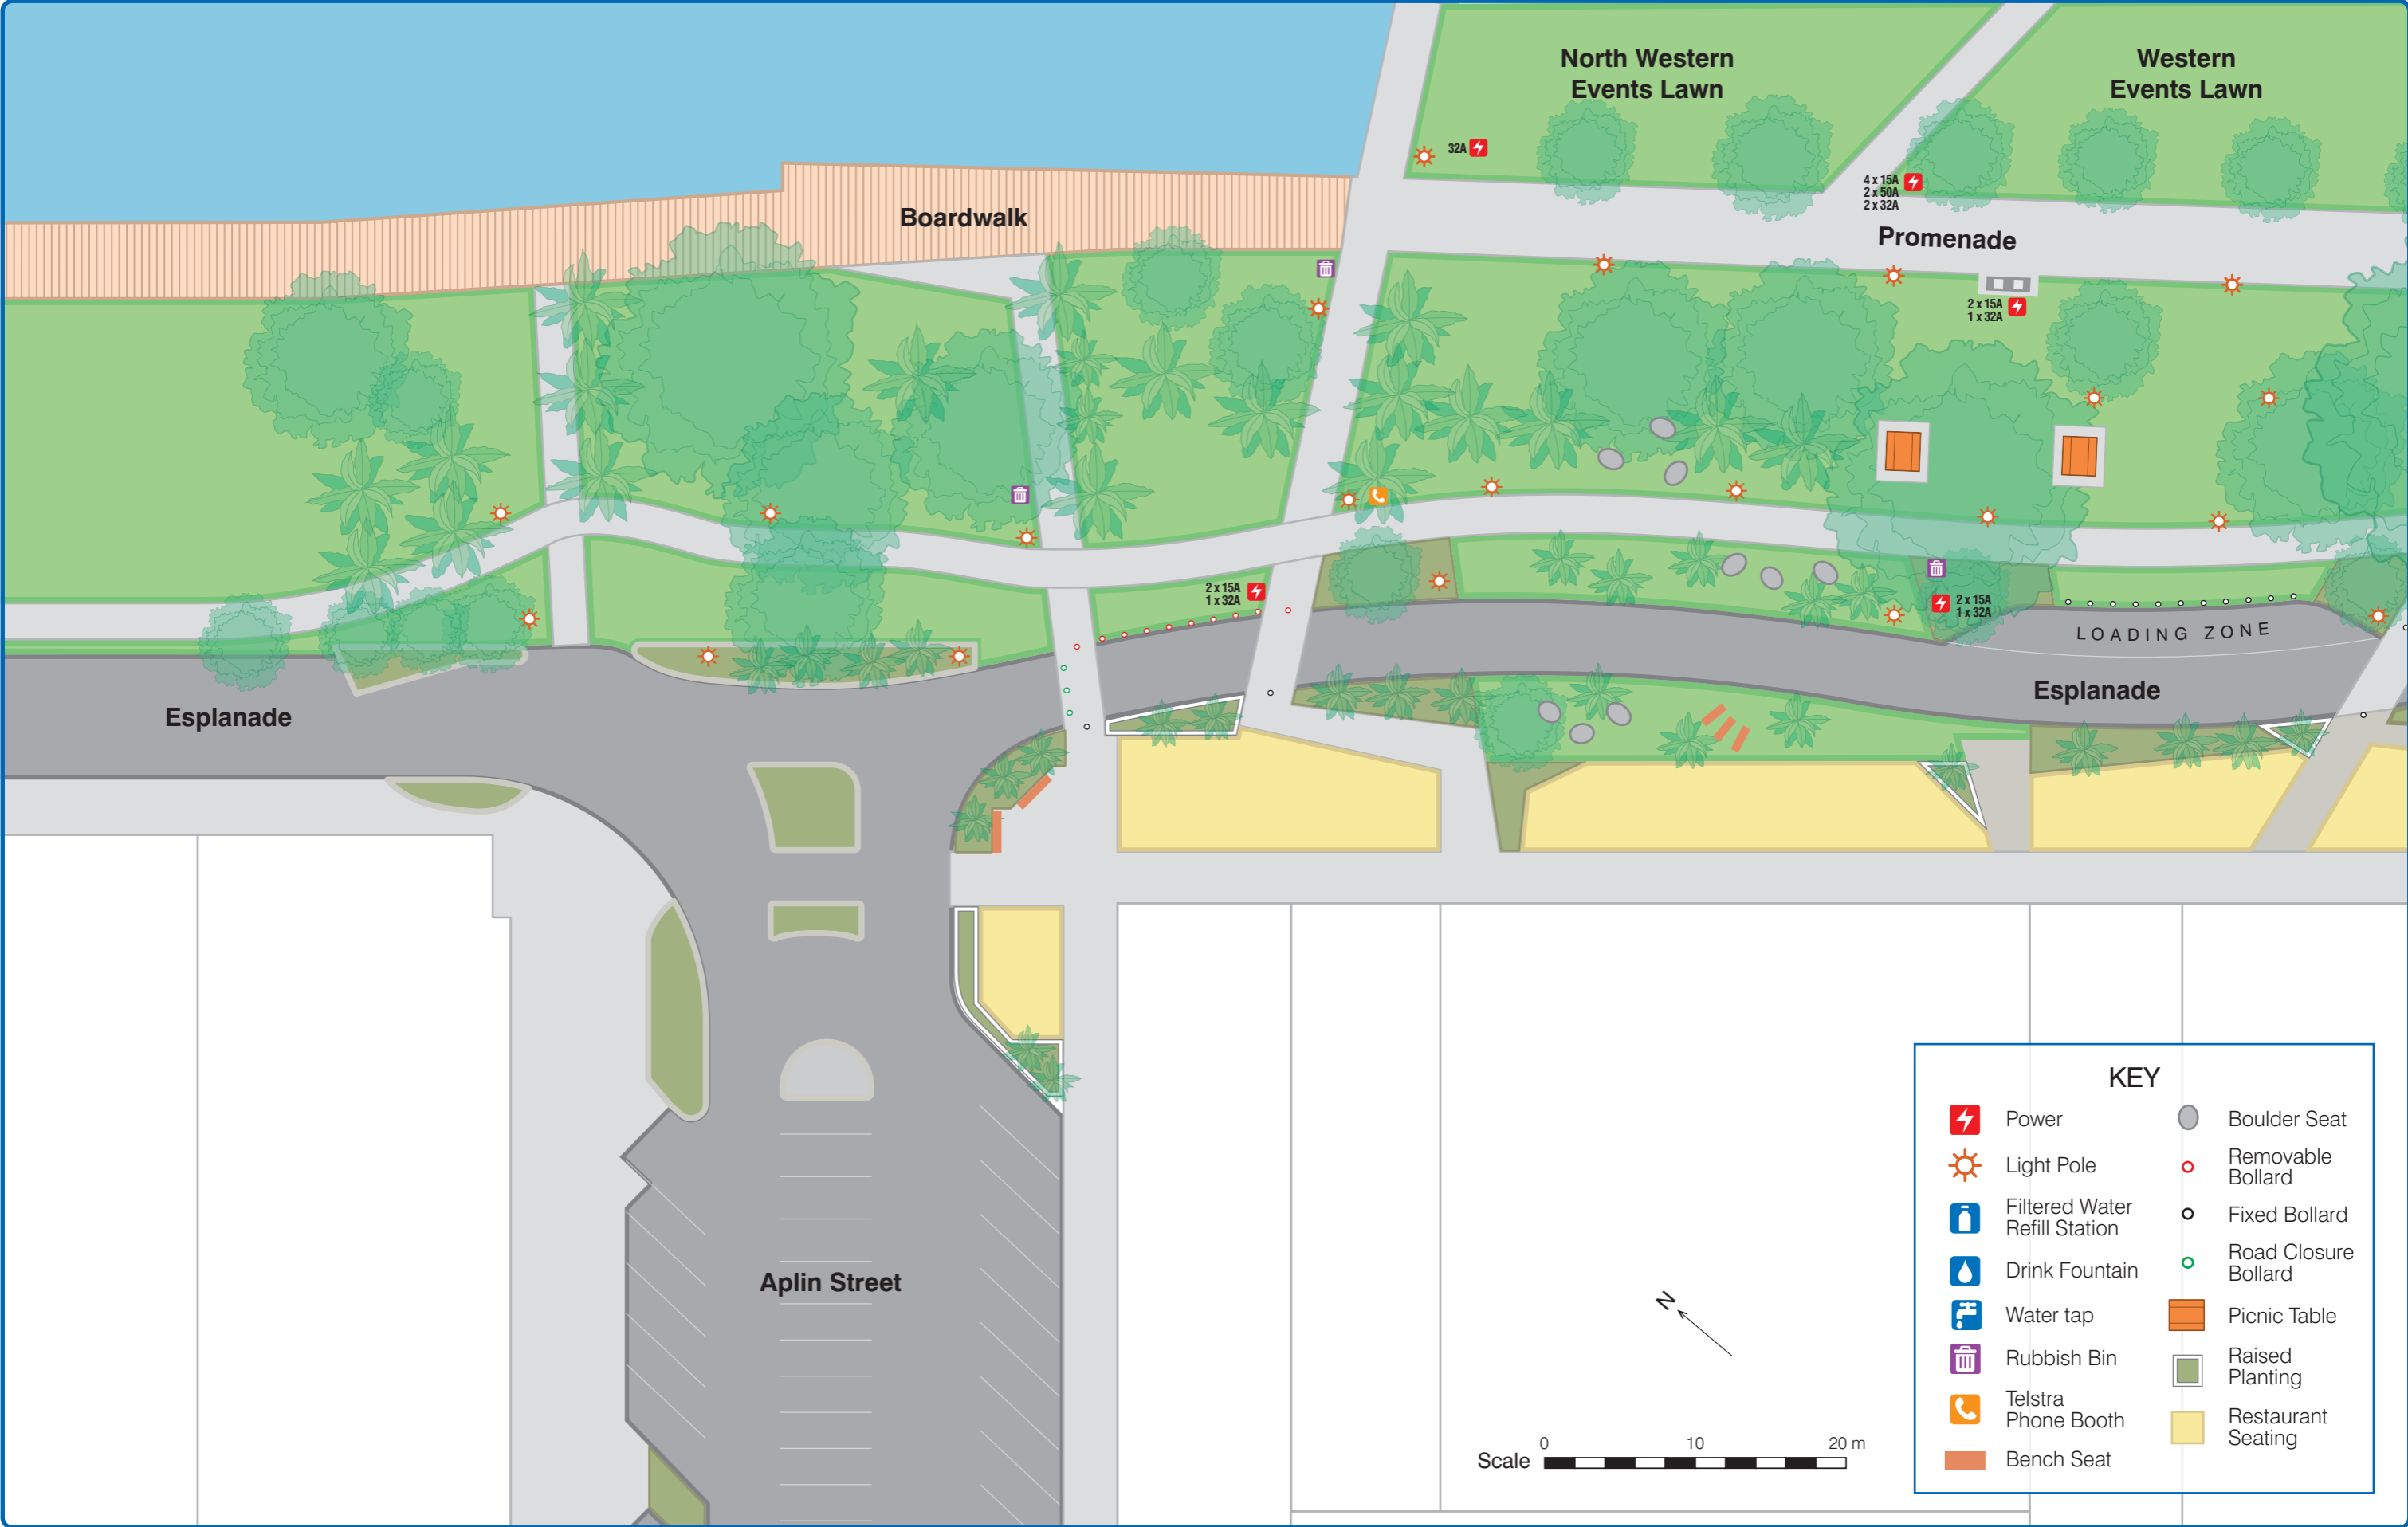 North Western
Events Lawn
Western
Events Lawn
32A
4 x 15A
2 x 50A
2 x 32A
Boardwalk
Promenade
2 x 15A
1 x 32A
2 x 15A
1 x 32A
2 x 15A
1 x 32A
LOADING ZONE
Esplanade
Esplanade
Aplin Street
N
Scale
0
10
20 m
KEY
Power
Light Pole
Filtered Water
Refill Station
Drink Fountain
Water tap
Rubbish Bin
Telstra
Phone Booth
Bench Seat
Boulder Seat
Removable
Bollard
Fixed Bollard
Road Closure
Bollard
Picnic Table
Raised
Planting
Restaurant
Seating